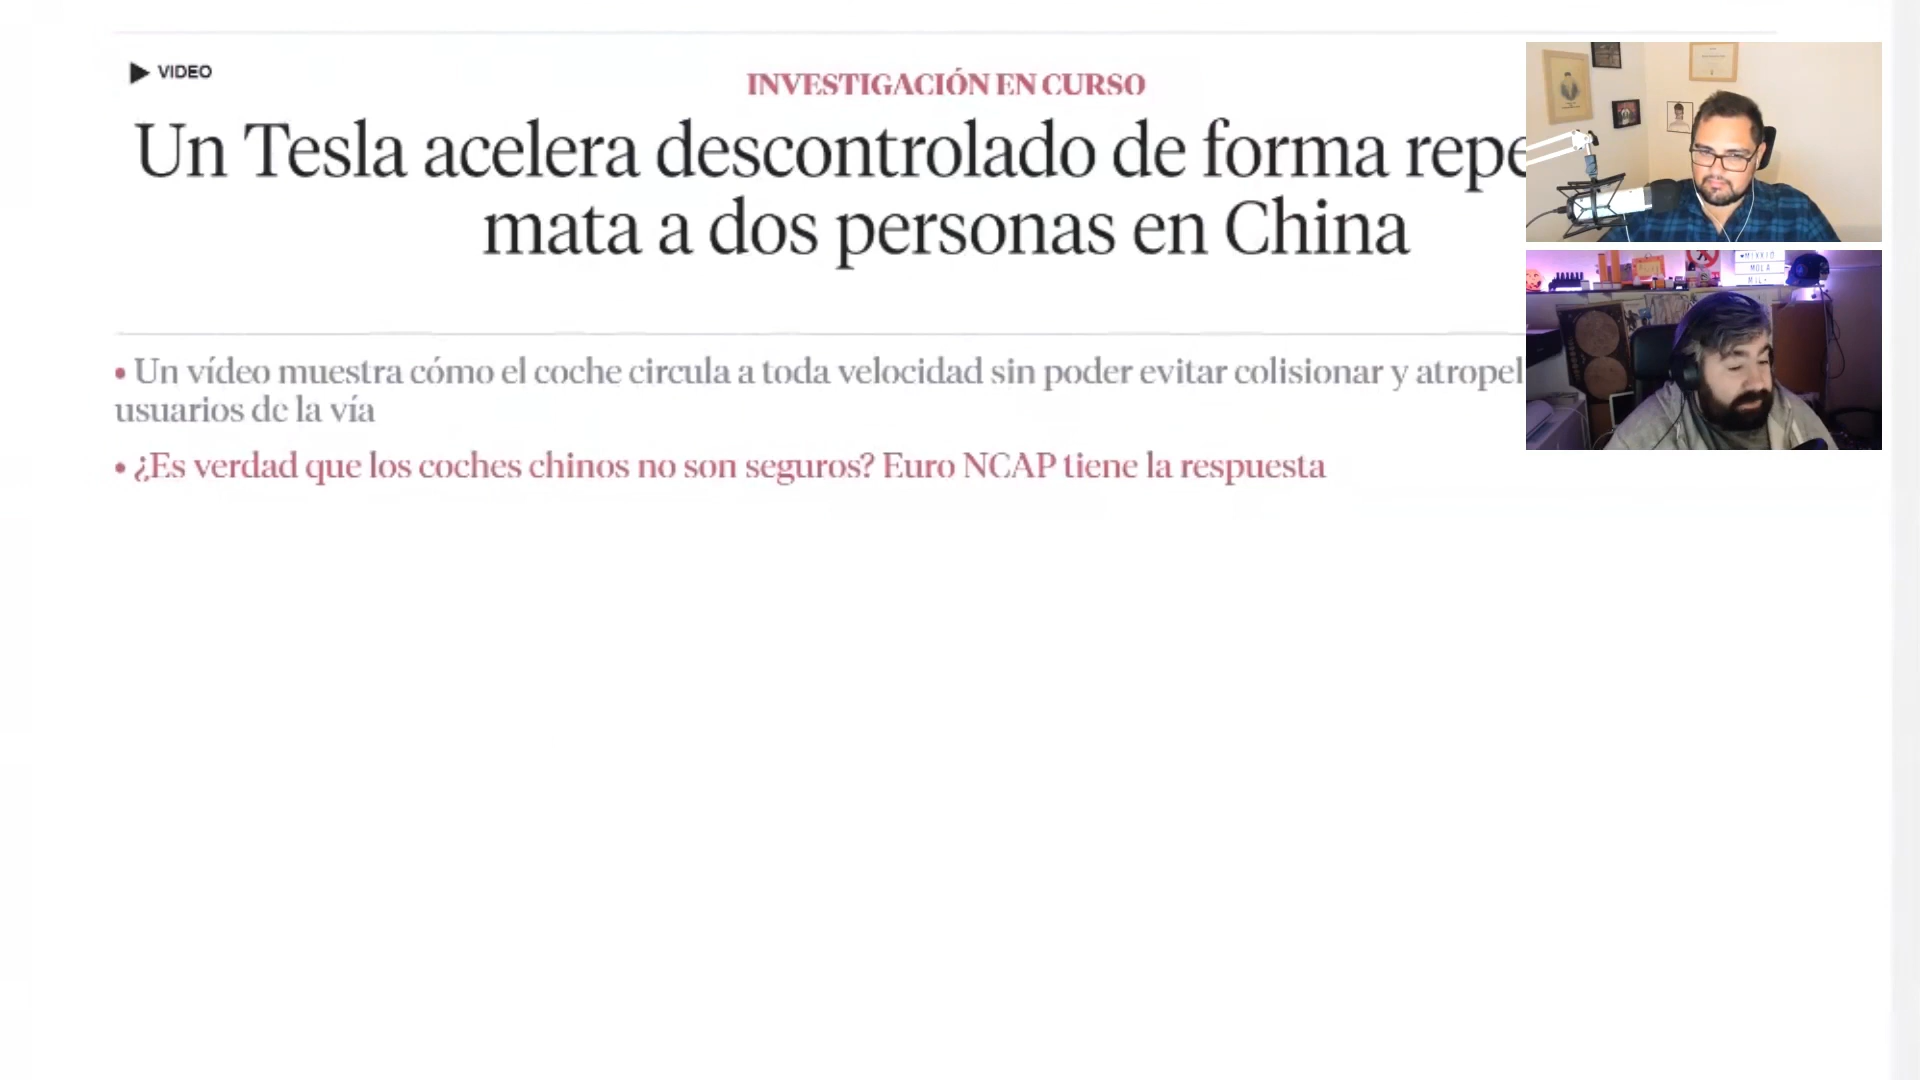 VIDEO
INVESTIGACIÓN EN CURSO
Un Tesla acelera descontrolado de forma repe
mata a dos personas en China
• Un vídeo muestra cómo el coche circula a toda velocidad sin poder evitar colisionar y atropel
usuarios de la vía
• ¿Es verdad que los coches chinos no son seguros? Euro NCAP tiene la respuesta
MOLA